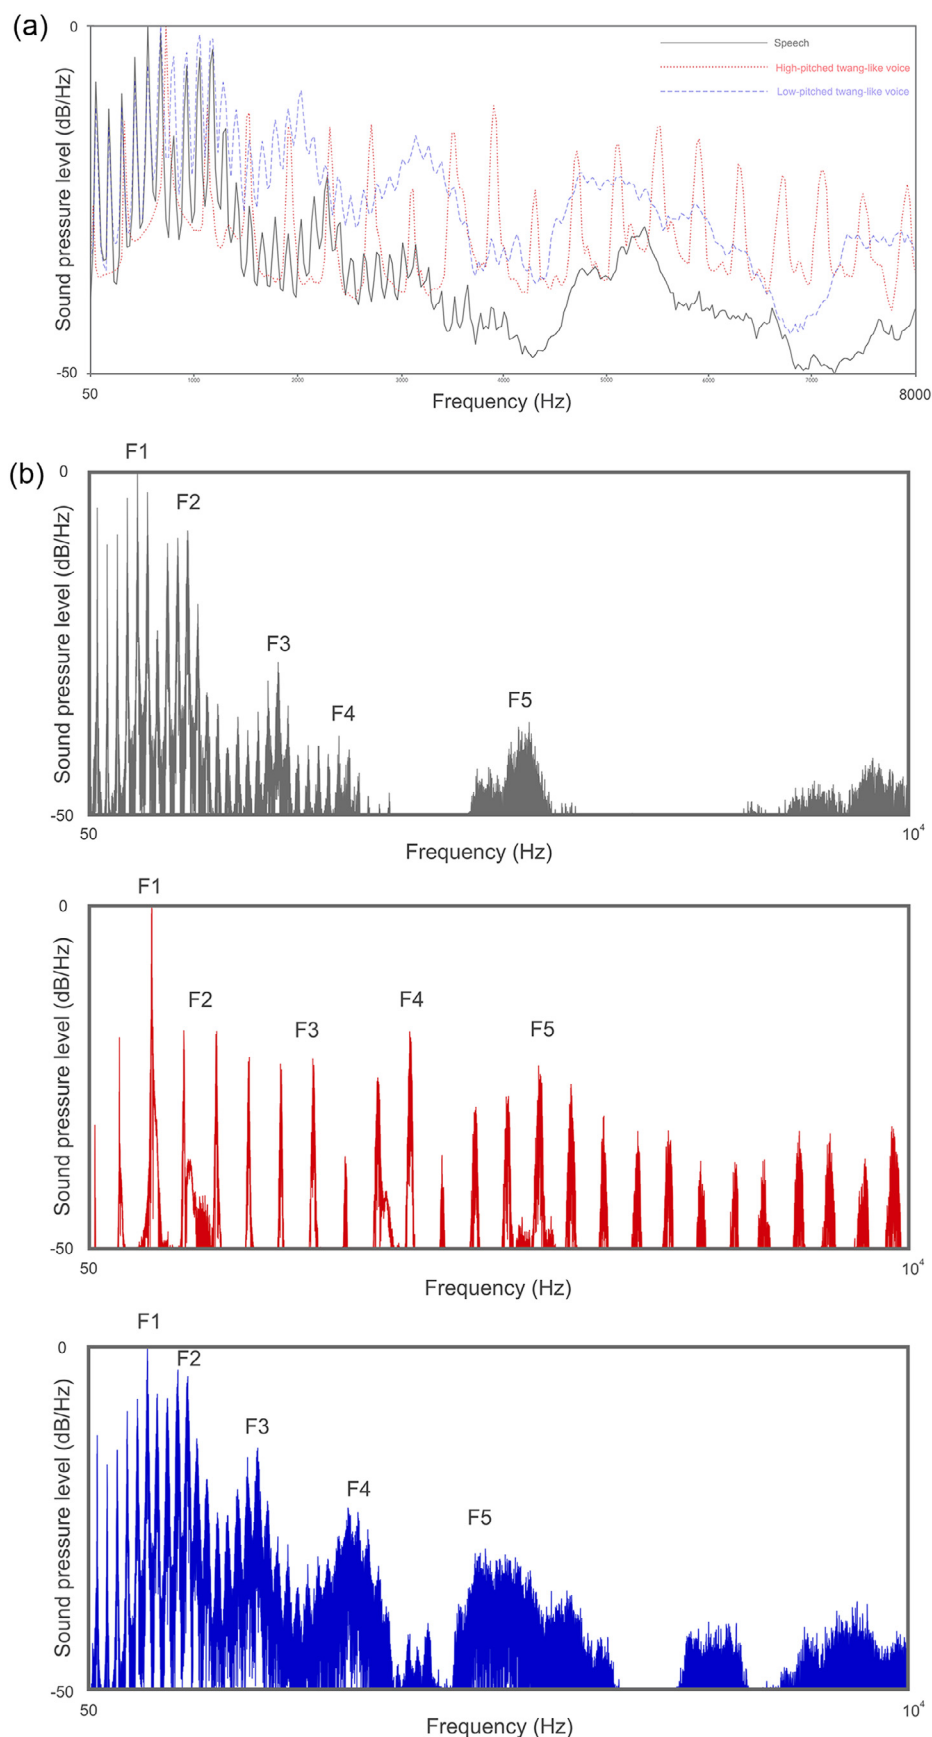 (a)
0
Sound pressure level (dB/Hz)
Speech
High-pitched twang-like voice
Low-pitched twang-like voice
-50
50
1000
2000
3000
4000
5000
6000
7000
8000
Frequency (Hz)
(b)
F1
0
F2
Sound pressure level (dB/Hz)
F3
F4
F5
-50
50
10⁴
Frequency (Hz)
F1
0
Sound pressure level (dB/Hz)
F2
F3
F4
F5
-50
50
10⁴
Frequency (Hz)
F1
0
F2
Sound pressure level (dB/Hz)
F3
F4
F5
-50
50
10⁴
Frequency (Hz)